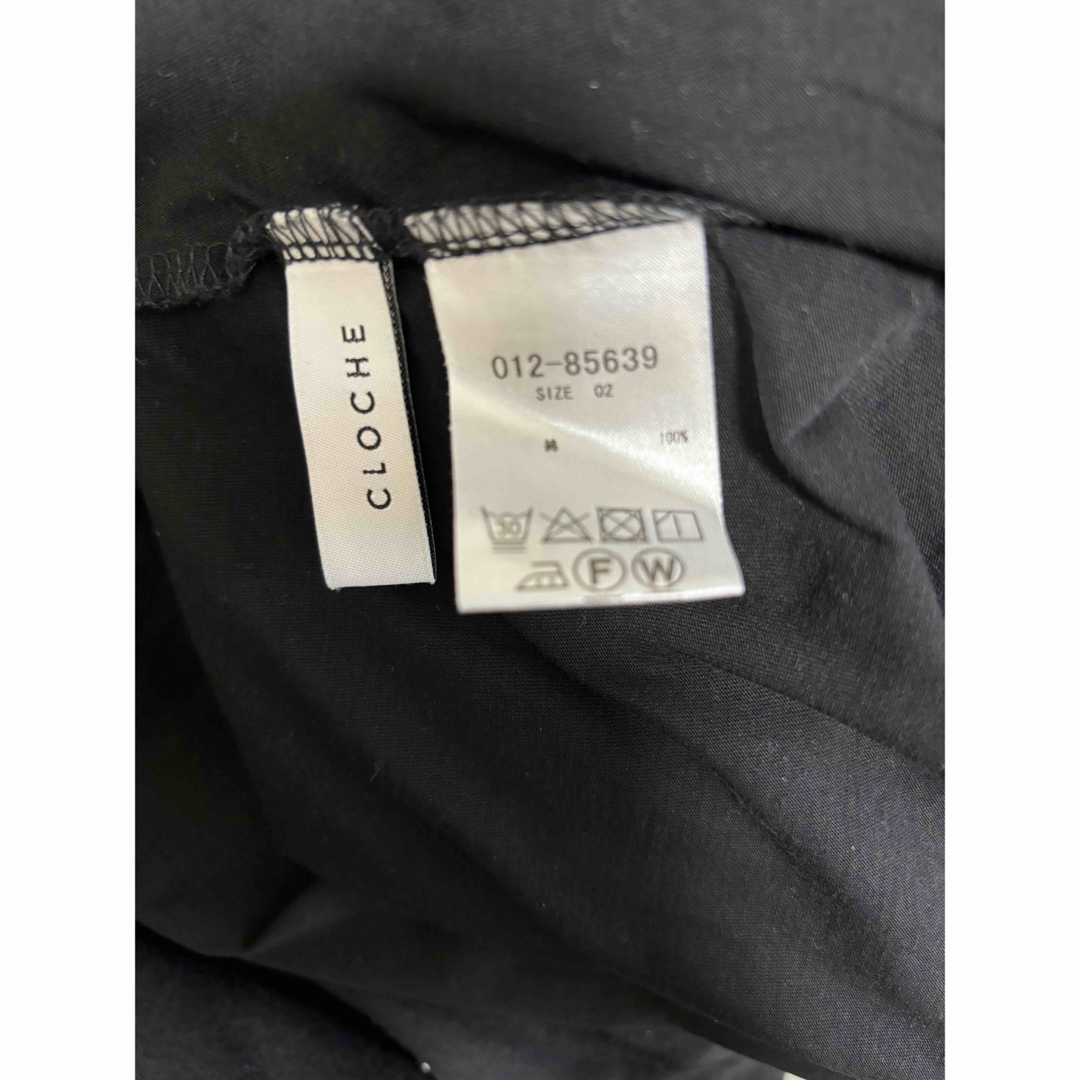 CLOCHE
012-85639
SIZE 02
綿 100%
30
F W